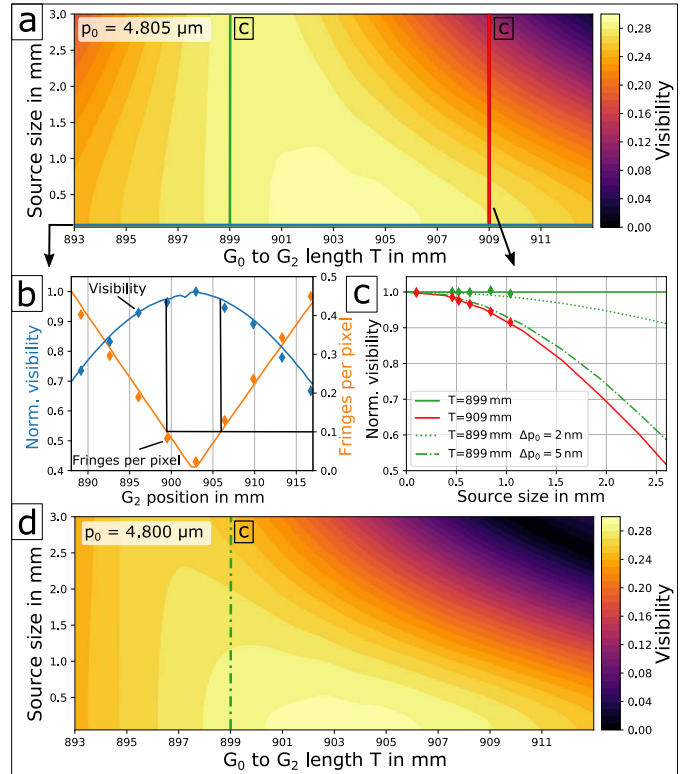 a
p₀ = 4.805 μm
c
c
3.0
2.5
2.0
1.5
1.0
0.5
Source size in mm
893 895 897 899 901 903 905 907 909 911
G₀ to G₂ length T in mm
0.28
0.24
0.20
0.16
0.12
0.08
0.04
0.00
Visibility
b
Visibility
Fringes per pixel
1.0
0.9
0.8
0.7
0.6
0.5
0.4
Norm. visibility
0.5
0.4
0.3
0.2
0.1
0.0
Fringes per pixel
890 895 900 905 910 915
G₂ position in mm
c
1.0
0.9
0.8
0.7
0.6
0.5
Norm. visibility
T=899 mm
T=909 mm
T=899 mm Δp₀ = 2 nm
T=899 mm Δp₀ = 5 nm
0.0 0.5 1.0 1.5 2.0 2.5
Source size in mm
d
p₀ = 4.800 μm
c
3.0
2.5
2.0
1.5
1.0
0.5
Source size in mm
893 895 897 899 901 903 905 907 909 911
G₀ to G₂ length T in mm
0.28
0.24
0.20
0.16
0.12
0.08
0.04
0.00
Visibility